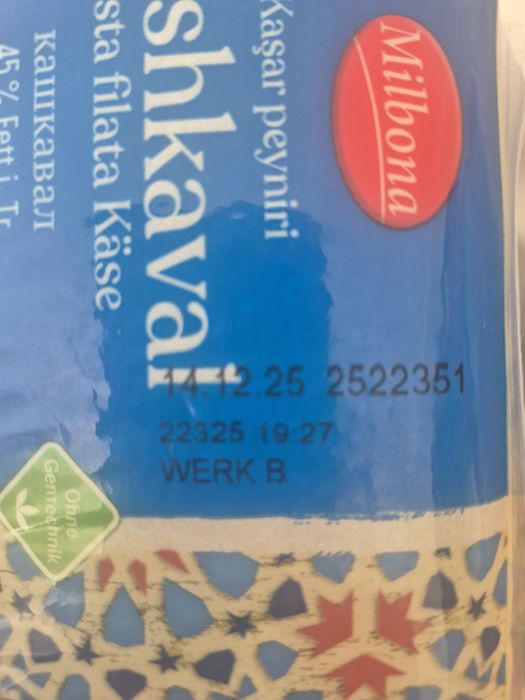 Milbona
Kaşar peyniri
shkaval
sta filata Käse
кашкавал
45 % Fett i. Tr.
14.12.25 2522351
22325 19:27
WERK B
Ohne
Gentechnik